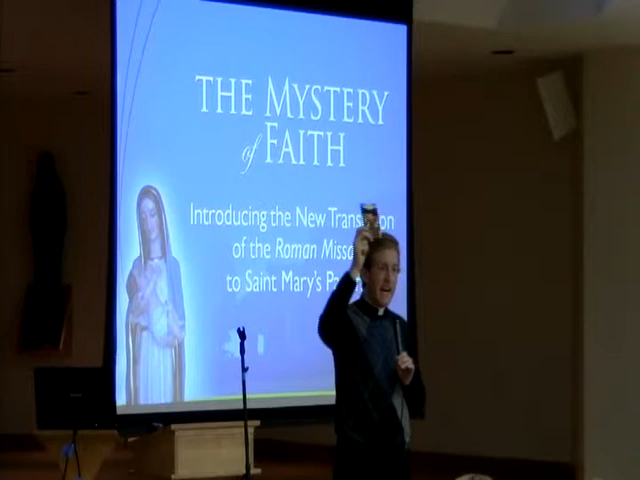 THE MYSTERY
of FAITH
Introducing the New
of the Roman
to Saint Mary's